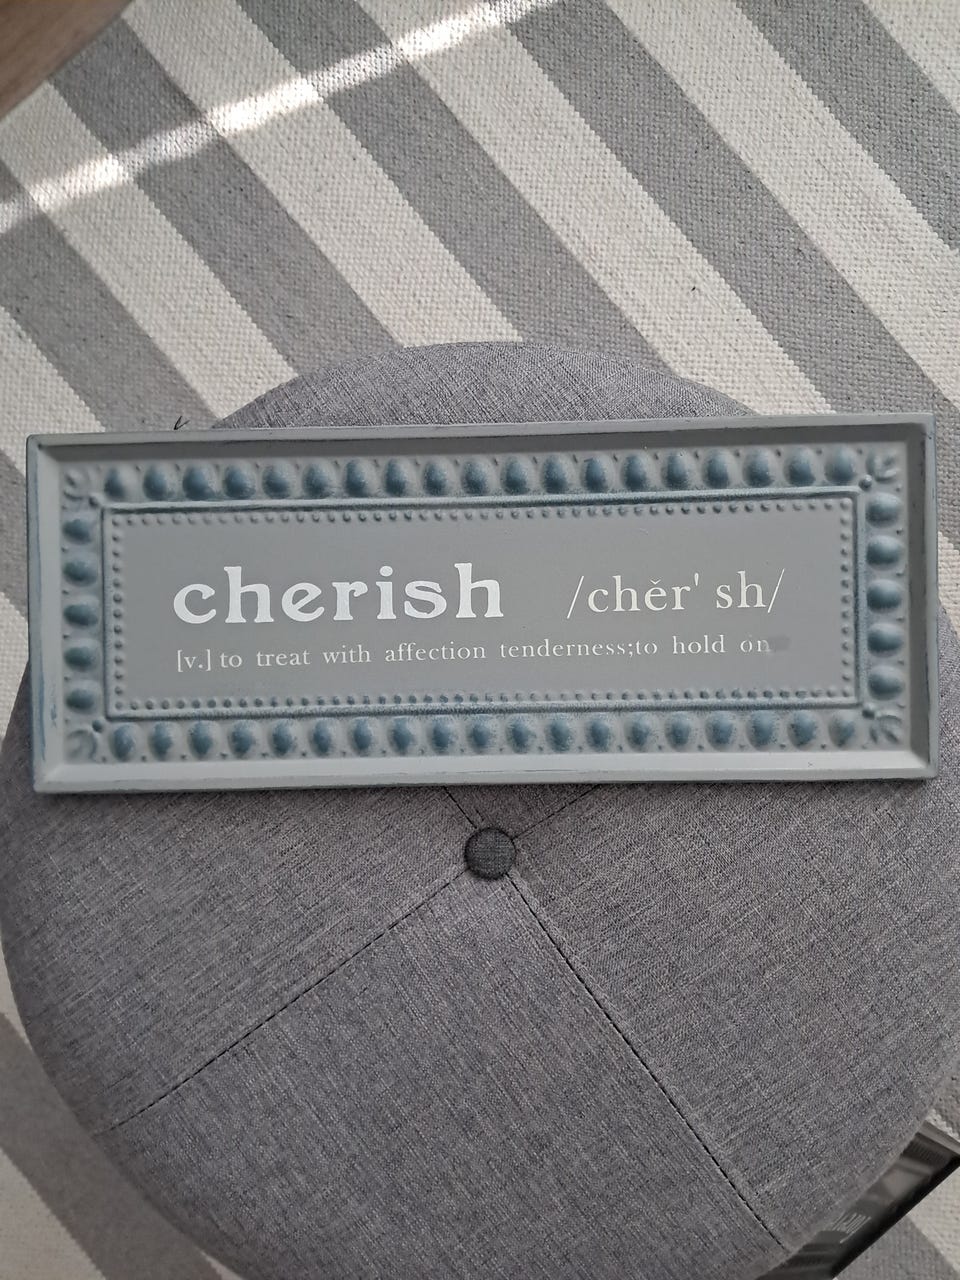 cherish /chĕr' sh/
[v.] to treat with affection tenderness;to hold on